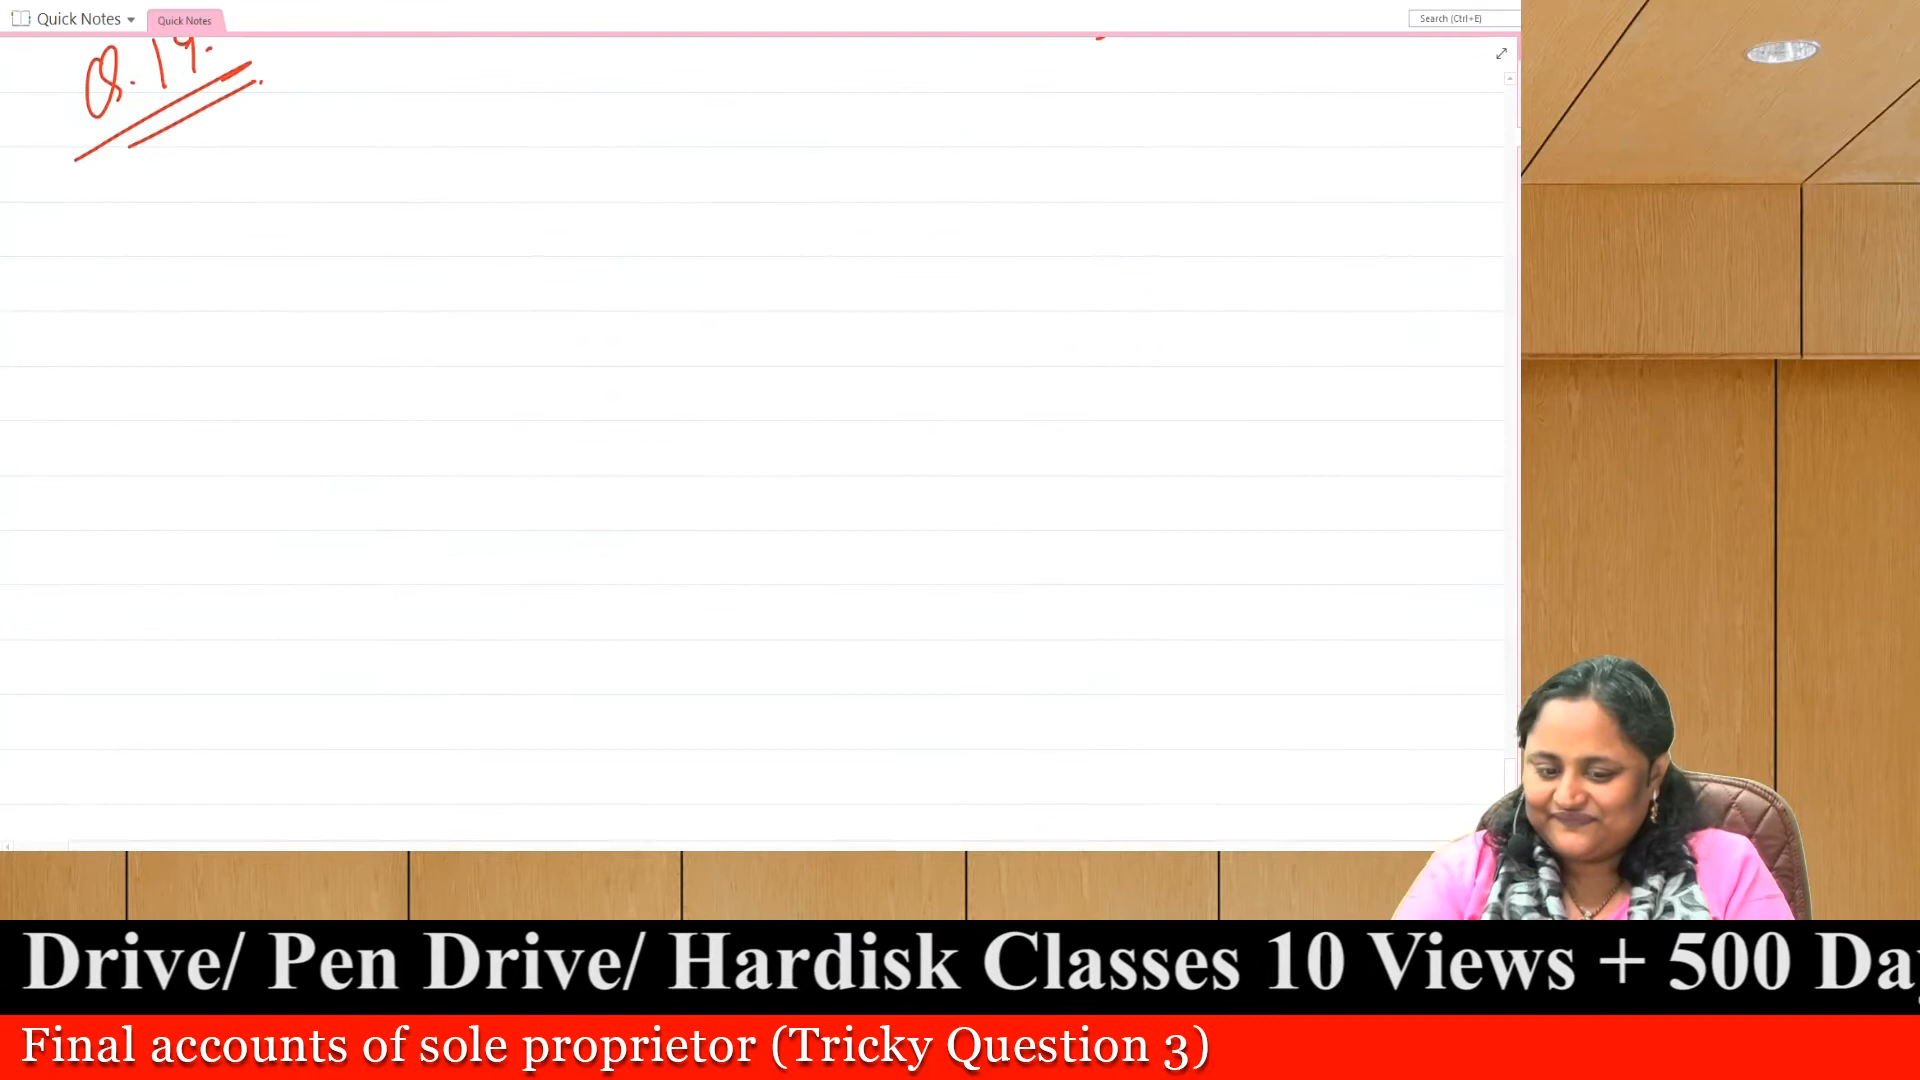 Quick Notes
Quick Notes
Search (Ctrl+E)
Q. 19.
Drive/ Pen Drive/ Hardisk Classes 10 Views + 500 Da
Final accounts of sole proprietor (Tricky Question 3)